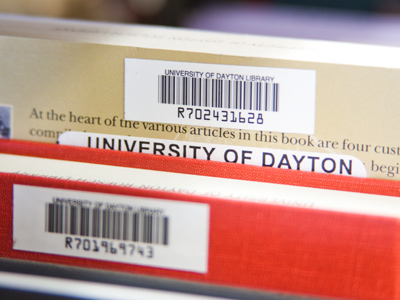 UNIVERSITY OF DAYTON LIBRARY
R702431628
At the heart of the various articles in this book are four cust
begi
UNIVERSITY OF DAYTON
UNIVERSITY OF DAYTON LIBRARY
R701969743